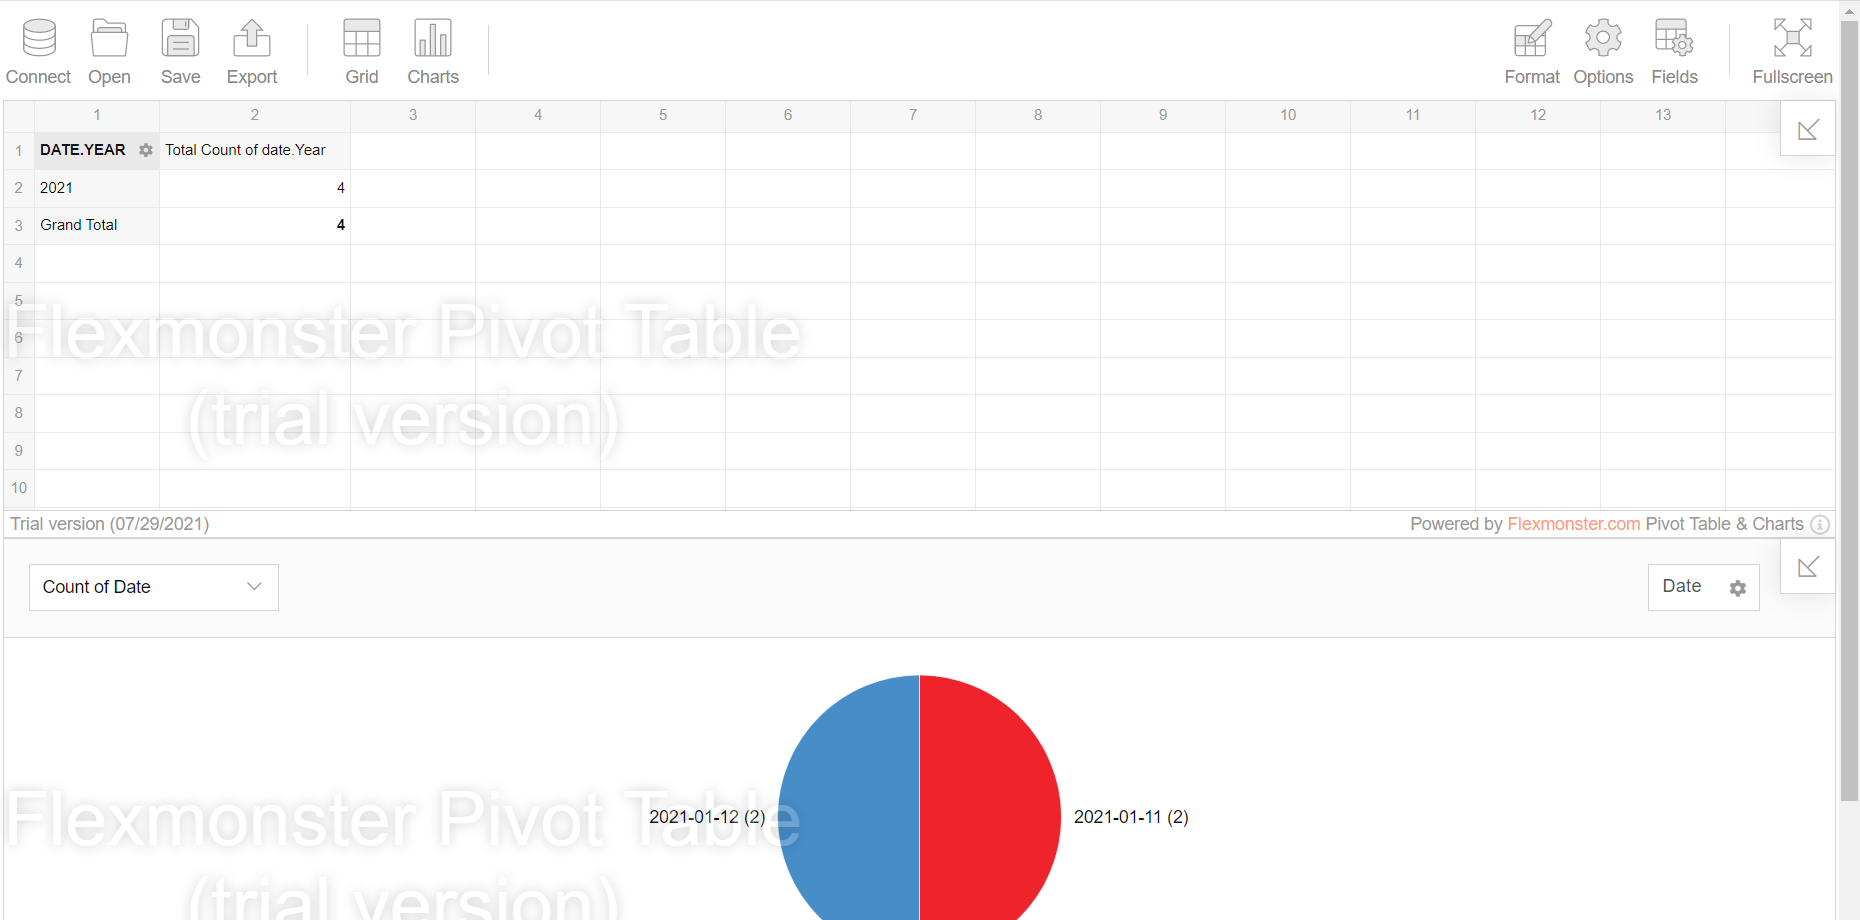 Connect Open Save Export Grid Charts Format Options Fields Fullscreen
1 2 3 4 5 6 7 8 9 10 11 12 13
1 DATE.YEAR Total Count of date.Year
2 2021 4
3 Grand Total 4
4
5
Flexmonster Pivot Table
6
7
8
(trial version)
9
10
Trial version (07/29/2021) Powered by Flexmonster.com Pivot Table & Charts
Count of Date Date
Flexmonster Pivot Table
2021-01-12 (2) 2021-01-11 (2)
(trial version)